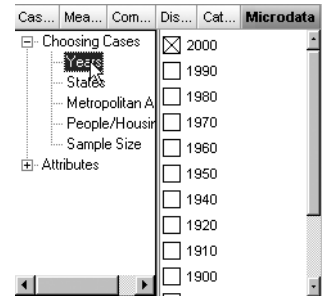 Cas... Mea... Com... Dis... Cat... Microdata
Choosing Cases
Years
States
Metropolitan A
People/Housin
Sample Size
Attributes
2000
1990
1980
1970
1960
1950
1940
1920
1910
1900